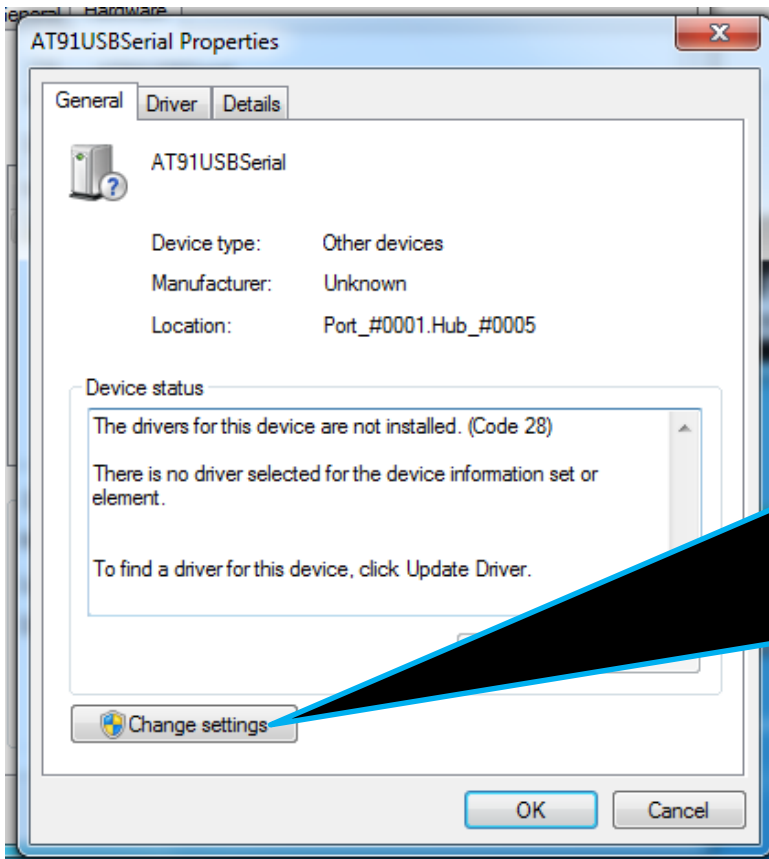 General Hardware
AT91USBSerial Properties
General Driver Details
AT91USBSerial
Device type: Other devices
Manufacturer: Unknown
Location: Port_#0001.Hub_#0005
Device status
The drivers for this device are not installed. (Code 28)
There is no driver selected for the device information set or
element.
To find a driver for this device, click Update Driver.
Change settings
OK Cancel